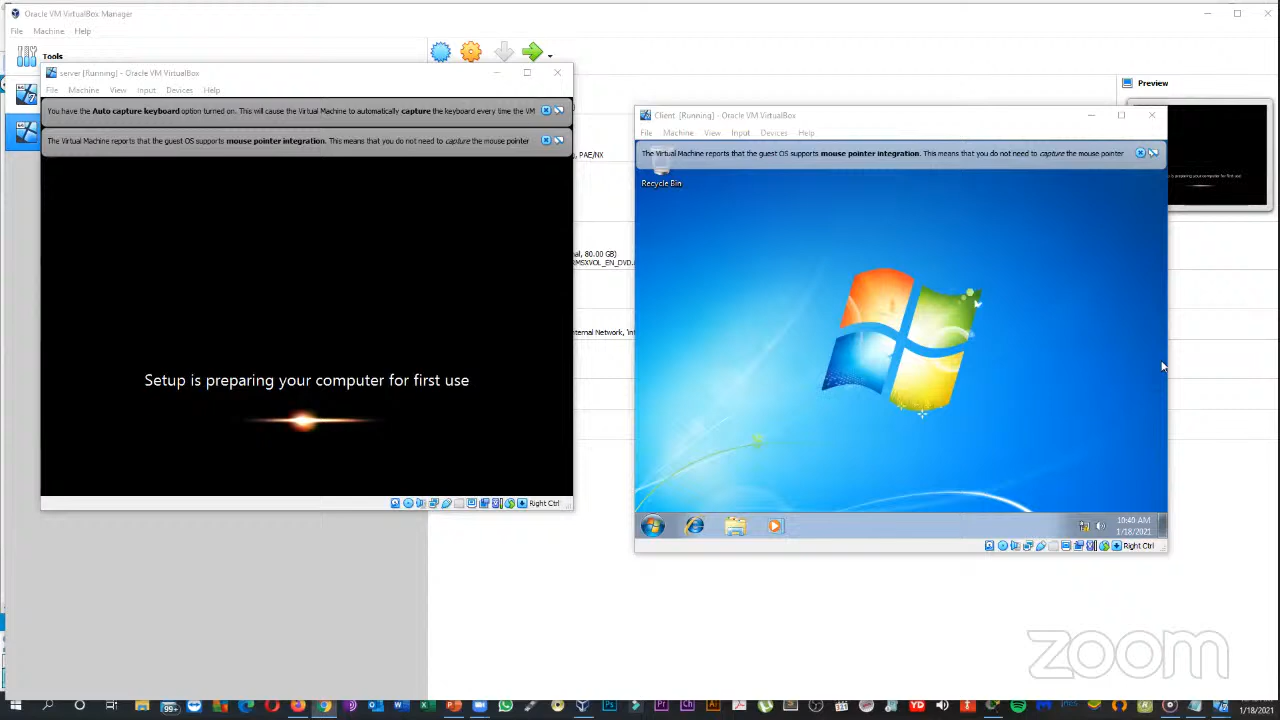 Oracle VM VirtualBox Manager
File Machine Help
Tools
server [Running] - Oracle VM VirtualBox
File Machine View Input Devices Help
You have the Auto capture keyboard option turned on. This will cause the Virtual Machine to automatically capture the keyboard every time the VM
The Virtual Machine reports that the guest OS supports mouse pointer integration. This means that you do not need to capture the mouse pointer
Setup is preparing your computer for first use
Right Ctrl
, PAE/NX
al, 80.00 GB)
MSXVOL_EN_DVD.
ternal Network, 'in
Preview
Client [Running] - Oracle VM VirtualBox
File Machine View Input Devices Help
The Virtual Machine reports that the guest OS supports mouse pointer integration. This means that you do not need to capture the mouse pointer
Recycle Bin
10:40 AM
1/18/2021
Right Ctrl
zoom
99+
1/18/2021